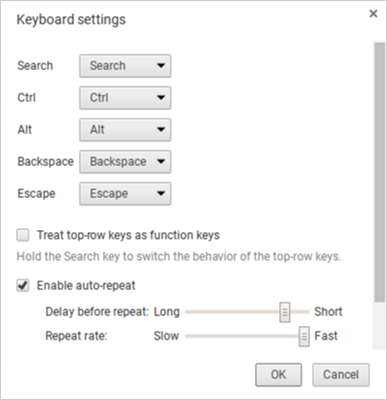 Keyboard settings
Search Search
Ctrl Ctrl
Alt Alt
Backspace Backspace
Escape Escape
Treat top-row keys as function keys
Hold the Search key to switch the behavior of the top-row keys.
Enable auto-repeat
Delay before repeat: Long Short
Repeat rate: Slow Fast
OK Cancel